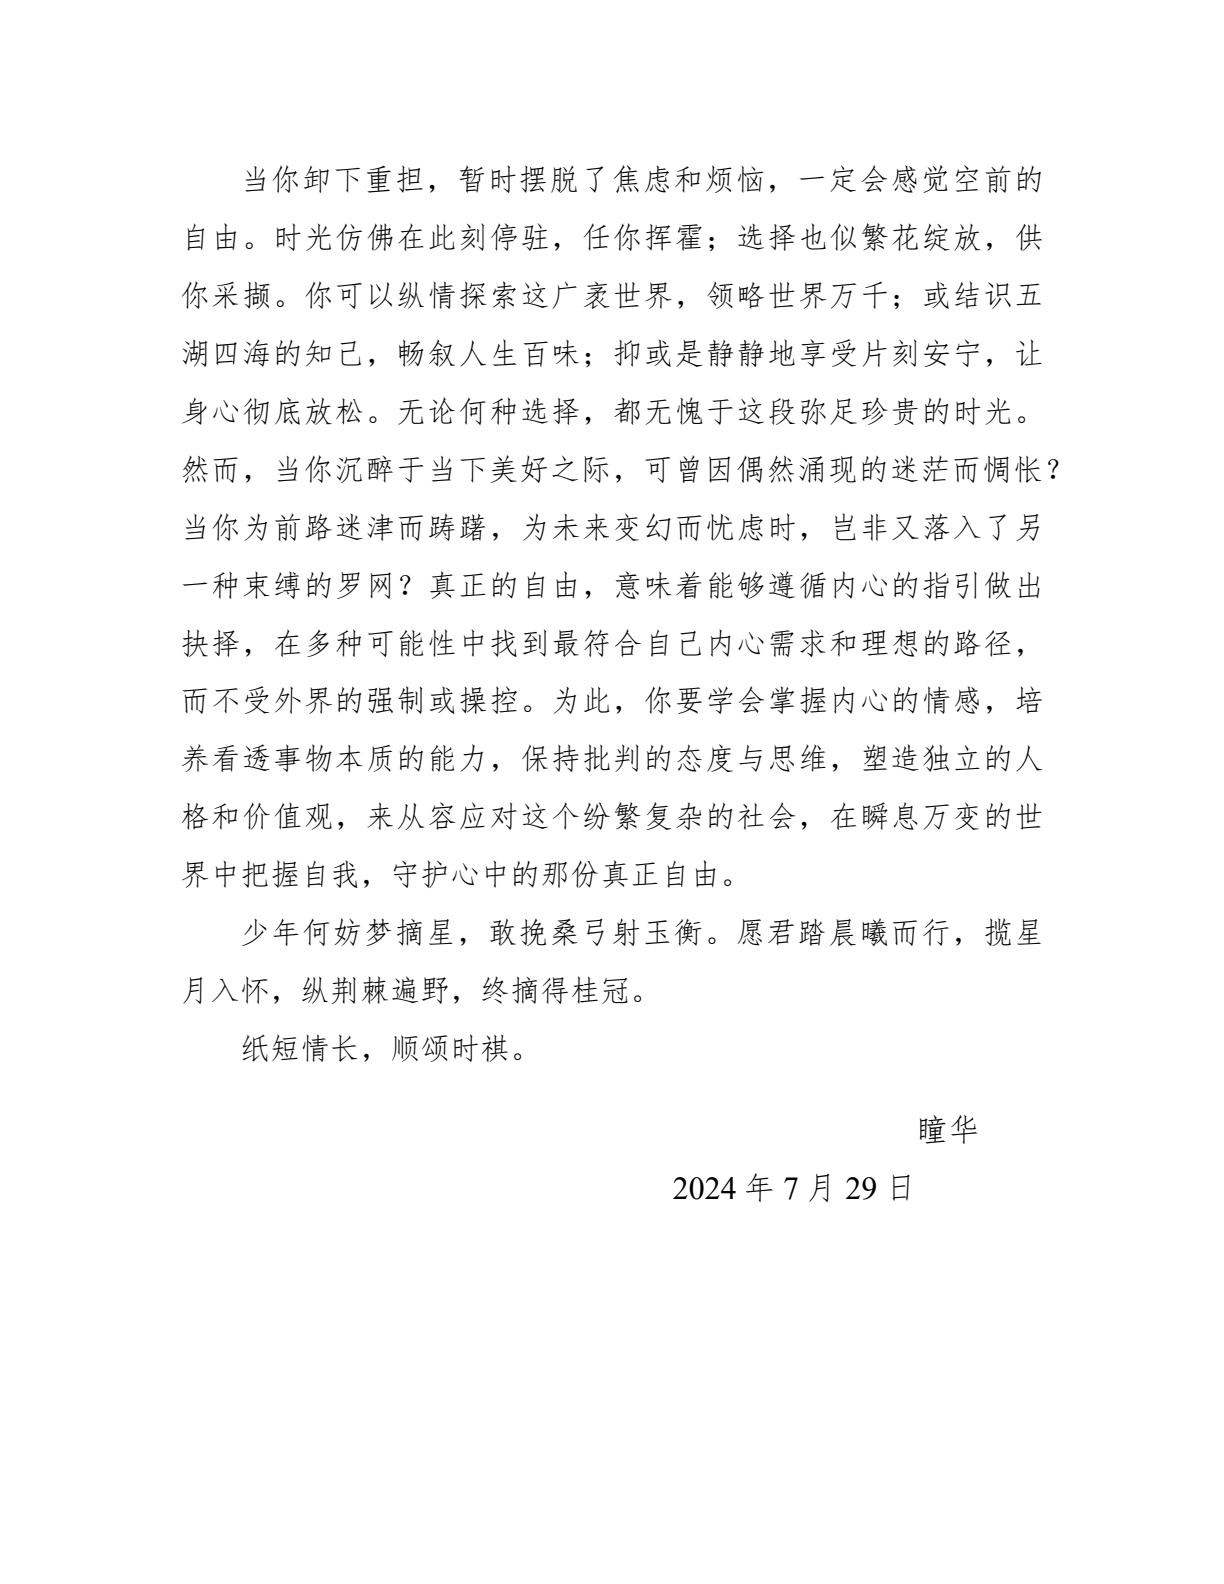 当你卸下重担，暂时摆脱了焦虑和烦恼，一定会感觉空前的
自由。时光仿佛在此刻停驻，任你挥霍；选择也似繁花绽放，供
你采撷。你可以纵情探索这广袤世界，领略世界万千；或结识五
湖四海的知己，畅叙人生百味；抑或是静静地享受片刻安宁，让
身心彻底放松。无论何种选择，都无愧于这段弥足珍贵的时光。
然而，当你沉醉于当下美好之际，可曾因偶然涌现的迷茫而惆怅？
当你为前路迷津而踌躇，为未来变幻而忧虑时，岂非又落入了另
一种束缚的罗网？真正的自由，意味着能够遵循内心的指引做出
抉择，在多种可能性中找到最符合自己内心需求和理想的路径，
而不受外界的强制或操控。为此，你要学会掌握内心的情感，培
养看透事物本质的能力，保持批判的态度与思维，塑造独立的人
格和价值观，来从容应对这个纷繁复杂的社会，在瞬息万变的世
界中把握自我，守护心中的那份真正自由。
少年何妨梦摘星，敢挽桑弓射玉衡。愿君踏晨曦而行，揽星
月入怀，纵荆棘遍野，终摘得桂冠。
纸短情长，顺颂时祺。
瞳华
2024 年 7 月 29 日